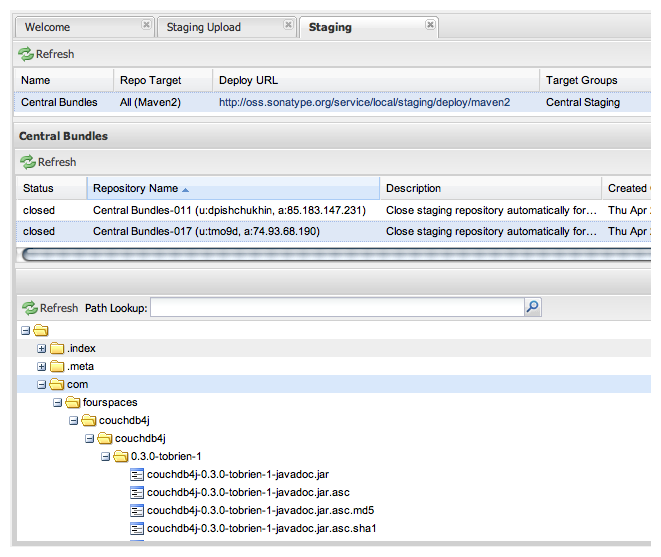 Welcome Staging Upload Staging
Refresh
Name Repo Target Deploy URL Target Groups
Central Bundles All (Maven2) http://oss.sonatype.org/service/local/staging/deploy/maven2 Central Staging
Central Bundles
Refresh
Status Repository Name Description Created
closed Central Bundles-011 (u:dpishchukhin, a:85.183.147.231) Close staging repository automatically for… Thu Apr 2
closed Central Bundles-017 (u:tmo9d, a:74.93.68.190) Close staging repository automatically for… Thu Apr 2
Refresh Path Lookup:
.index
.meta
com
fourspaces
couchdb4j
couchdb4j
0.3.0-tobrien-1
couchdb4j-0.3.0-tobrien-1-javadoc.jar
couchdb4j-0.3.0-tobrien-1-javadoc.jar.asc
couchdb4j-0.3.0-tobrien-1-javadoc.jar.asc.md5
couchdb4j-0.3.0-tobrien-1-javadoc.jar.asc.sha1